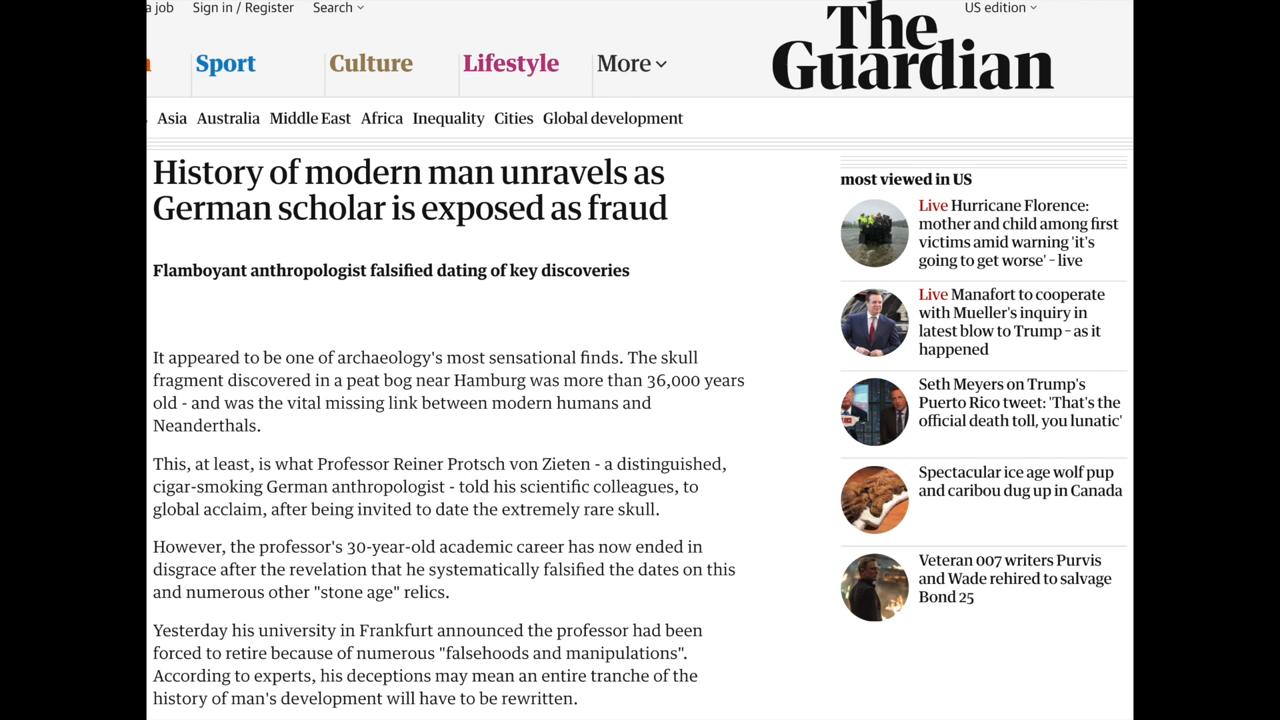 a job Sign in / Register Search US edition
The
Guardian
Sport Culture Lifestyle More
Asia Australia Middle East Africa Inequality Cities Global development
History of modern man unravels as
German scholar is exposed as fraud
Flamboyant anthropologist falsified dating of key discoveries
It appeared to be one of archaeology's most sensational finds. The skull
fragment discovered in a peat bog near Hamburg was more than 36,000 years
old - and was the vital missing link between modern humans and
Neanderthals.
This, at least, is what Professor Reiner Protsch von Zieten - a distinguished,
cigar-smoking German anthropologist - told his scientific colleagues, to
global acclaim, after being invited to date the extremely rare skull.
However, the professor's 30-year-old academic career has now ended in
disgrace after the revelation that he systematically falsified the dates on this
and numerous other "stone age" relics.
Yesterday his university in Frankfurt announced the professor had been
forced to retire because of numerous "falsehoods and manipulations".
According to experts, his deceptions may mean an entire tranche of the
history of man's development will have to be rewritten.
most viewed in US
Live Hurricane Florence:
mother and child among first
victims amid warning 'it's
going to get worse' – live
Live Manafort to cooperate
with Mueller's inquiry in
latest blow to Trump – as it
happened
Seth Meyers on Trump's
Puerto Rico tweet: 'That's the
official death toll, you lunatic'
Spectacular ice age wolf pup
and caribou dug up in Canada
Veteran 007 writers Purvis
and Wade rehired to salvage
Bond 25